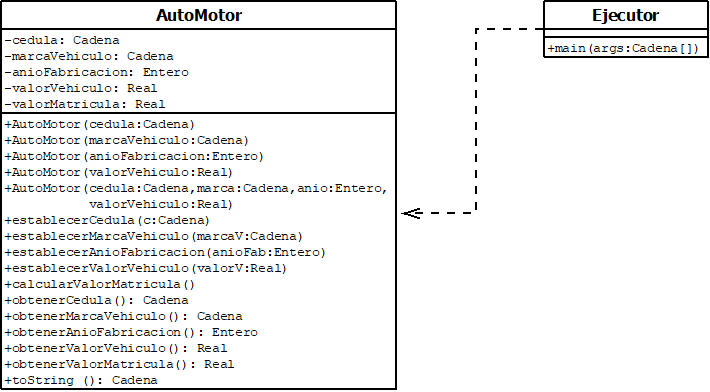 AutoMotor
-cedula: Cadena
-marcaVehiculo: Cadena
-anioFabricacion: Entero
-valorVehiculo: Real
-valorMatricula: Real
+AutoMotor(cedula:Cadena)
+AutoMotor(marcaVehiculo:Cadena)
+AutoMotor(anioFabricacion:Entero)
+AutoMotor(valorVehiculo:Real)
+AutoMotor(cedula:Cadena,marca:Cadena,anio:Entero,
valorVehiculo:Real)
+establecerCedula(c:Cadena)
+establecerMarcaVehiculo(marcaV:Cadena)
+establecerAnioFabricacion(anioFab:Entero)
+establecerValorVehiculo(valorV:Real)
+calcularValorMatricula()
+obtenerCedula(): Cadena
+obtenerMarcaVehiculo(): Cadena
+obtenerAnioFabricacion(): Entero
+obtenerValorVehiculo(): Real
+obtenerValorMatricula(): Real
+toString (): Cadena
Ejecutor
+main(args:Cadena[])